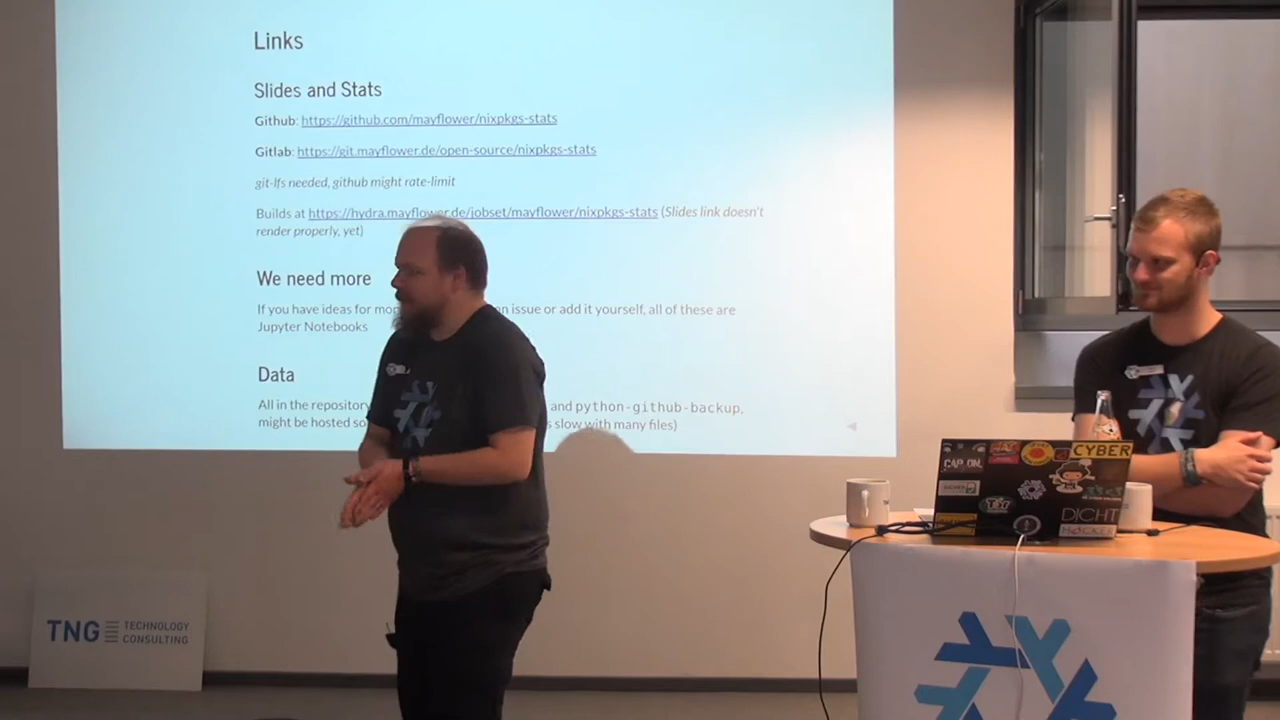 Links
Slides and Stats
Github: https://github.com/mayflower/nixpkgs-stats
Gitlab: https://git.mayflower.de/open-source/nixpkgs-stats
git-lfs needed, github might rate-limit
Builds at https://hydra.mayflower.de/jobset/mayflower/nixpkgs-stats (Slides link doesn't
render properly, yet)
We need more
If you have ideas for mor on issue or add it yourself, all of these are
Jupyter Notebooks
Data
All in the repository and python-github-backup,
might be hosted so s slow with many files)
CAP ON.
CYBER
DICHT
TNG TECHNOLOGY
CONSULTING